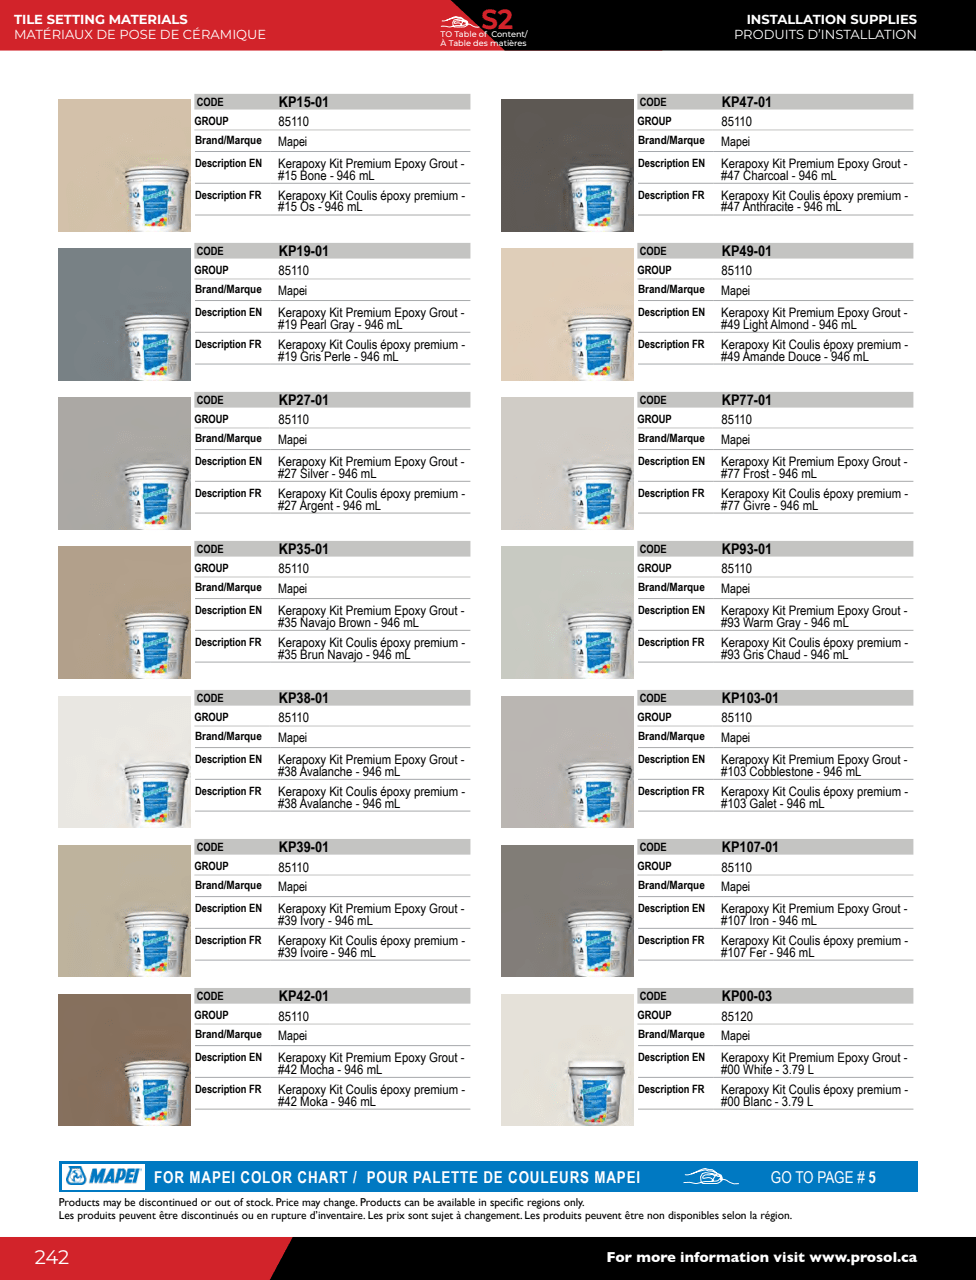 TILE SETTING MATERIALS
MATÉRIAUX DE POSE DE CÉRAMIQUE
S2
TO Table of Content/
À Table des matières
INSTALLATION SUPPLIES
PRODUITS D'INSTALLATION
CODE KP15-01
GROUP 85110
Brand/Marque Mapei
Description EN Kerapoxy Kit Premium Epoxy Grout -
#15 Bone - 946 mL
Description FR Kerapoxy Kit Coulis époxy premium -
#15 Os - 946 mL
CODE KP19-01
GROUP 85110
Brand/Marque Mapei
Description EN Kerapoxy Kit Premium Epoxy Grout -
#19 Pearl Gray - 946 mL
Description FR Kerapoxy Kit Coulis époxy premium -
#19 Gris Perle - 946 mL
CODE KP27-01
GROUP 85110
Brand/Marque Mapei
Description EN Kerapoxy Kit Premium Epoxy Grout -
#27 Silver - 946 mL
Description FR Kerapoxy Kit Coulis époxy premium -
#27 Argent - 946 mL
CODE KP35-01
GROUP 85110
Brand/Marque Mapei
Description EN Kerapoxy Kit Premium Epoxy Grout -
#35 Navajo Brown - 946 mL
Description FR Kerapoxy Kit Coulis époxy premium -
#35 Brun Navajo - 946 mL
CODE KP38-01
GROUP 85110
Brand/Marque Mapei
Description EN Kerapoxy Kit Premium Epoxy Grout -
#38 Avalanche - 946 mL
Description FR Kerapoxy Kit Coulis époxy premium -
#38 Avalanche - 946 mL
CODE KP39-01
GROUP 85110
Brand/Marque Mapei
Description EN Kerapoxy Kit Premium Epoxy Grout -
#39 Ivory - 946 mL
Description FR Kerapoxy Kit Coulis époxy premium -
#39 Ivoire - 946 mL
CODE KP42-01
GROUP 85110
Brand/Marque Mapei
Description EN Kerapoxy Kit Premium Epoxy Grout -
#42 Mocha - 946 mL
Description FR Kerapoxy Kit Coulis époxy premium -
#42 Moka - 946 mL
CODE KP47-01
GROUP 85110
Brand/Marque Mapei
Description EN Kerapoxy Kit Premium Epoxy Grout -
#47 Charcoal - 946 mL
Description FR Kerapoxy Kit Coulis époxy premium -
#47 Anthracite - 946 mL
CODE KP49-01
GROUP 85110
Brand/Marque Mapei
Description EN Kerapoxy Kit Premium Epoxy Grout -
#49 Light Almond - 946 mL
Description FR Kerapoxy Kit Coulis époxy premium -
#49 Amande Douce - 946 mL
CODE KP77-01
GROUP 85110
Brand/Marque Mapei
Description EN Kerapoxy Kit Premium Epoxy Grout -
#77 Frost - 946 mL
Description FR Kerapoxy Kit Coulis époxy premium -
#77 Givre - 946 mL
CODE KP93-01
GROUP 85110
Brand/Marque Mapei
Description EN Kerapoxy Kit Premium Epoxy Grout -
#93 Warm Gray - 946 mL
Description FR Kerapoxy Kit Coulis époxy premium -
#93 Gris Chaud - 946 mL
CODE KP103-01
GROUP 85110
Brand/Marque Mapei
Description EN Kerapoxy Kit Premium Epoxy Grout -
#103 Cobblestone - 946 mL
Description FR Kerapoxy Kit Coulis époxy premium -
#103 Galet - 946 mL
CODE KP107-01
GROUP 85110
Brand/Marque Mapei
Description EN Kerapoxy Kit Premium Epoxy Grout -
#107 Iron - 946 mL
Description FR Kerapoxy Kit Coulis époxy premium -
#107 Fer - 946 mL
CODE KP00-03
GROUP 85120
Brand/Marque Mapei
Description EN Kerapoxy Kit Premium Epoxy Grout -
#00 White - 3.79 L
Description FR Kerapoxy Kit Coulis époxy premium -
#00 Blanc - 3.79 L
MAPEI FOR MAPEI COLOR CHART / POUR PALETTE DE COULEURS MAPEI GO TO PAGE # 5
Products may be discontinued or out of stock. Price may change. Products can be available in specific regions only.
Les produits peuvent être discontinués ou en rupture d'inventaire. Les prix sont sujet à changement. Les produits peuvent être non disponibles selon la région.
242
For more information visit www.prosol.ca